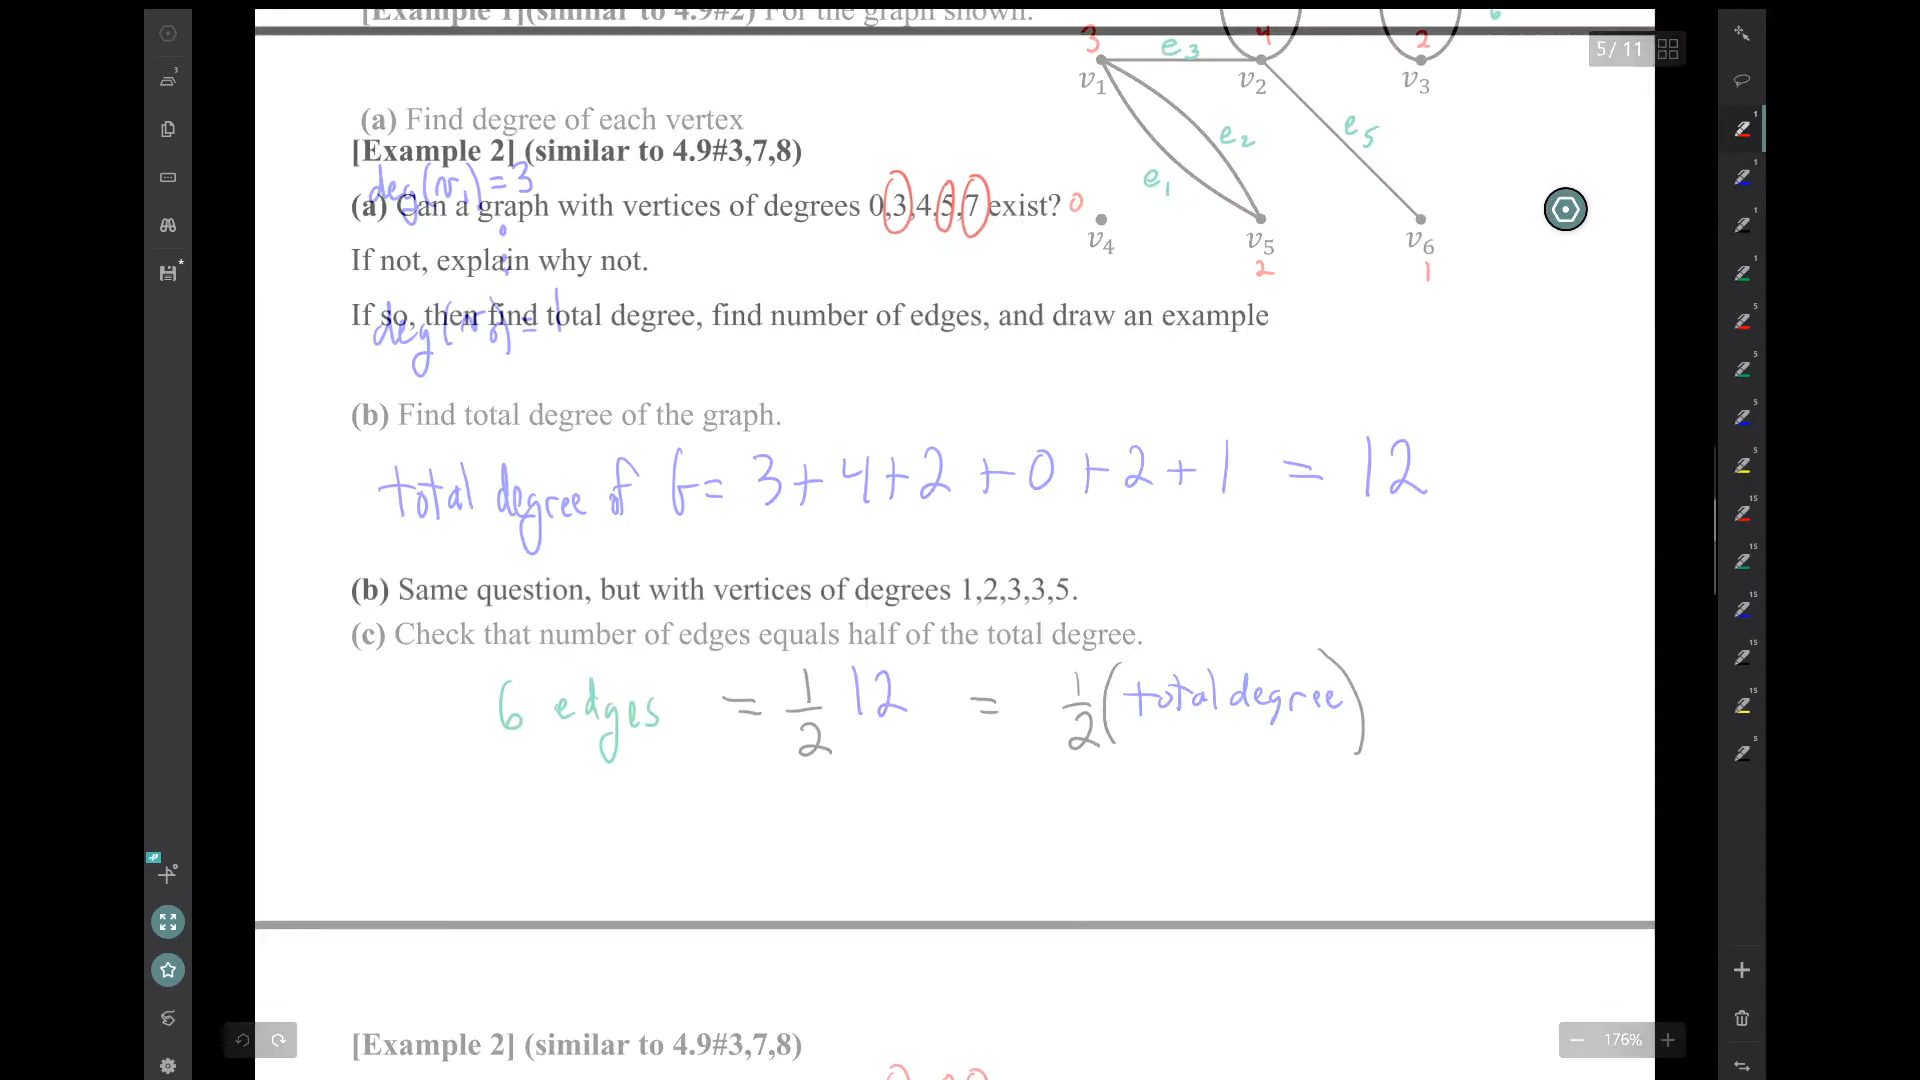 [Example 1](similar to 4.9#2) For the graph shown:
5 / 11
3 e3 4 2 6
v1 v2 v3
(a) Find degree of each vertex
e2 e5
[Example 2] (similar to 4.9#3,7,8)
deg(v1) = 3
e1
(a) Can a graph with vertices of degrees 0,3,4,5,7 exist?
0
v4 v5 v6
2 1
If not, explain why not.
If so, then find total degree, find number of edges, and draw an example
deg(v6) = 1
(b) Find total degree of the graph.
total degree of G = 3 + 4 + 2 + 0 + 2 + 1 = 12
(b) Same question, but with vertices of degrees 1,2,3,3,5.
(c) Check that number of edges equals half of the total degree.
6 edges = 1/2 12 = 1/2 (total degree)
[Example 2] (similar to 4.9#3,7,8)
176%